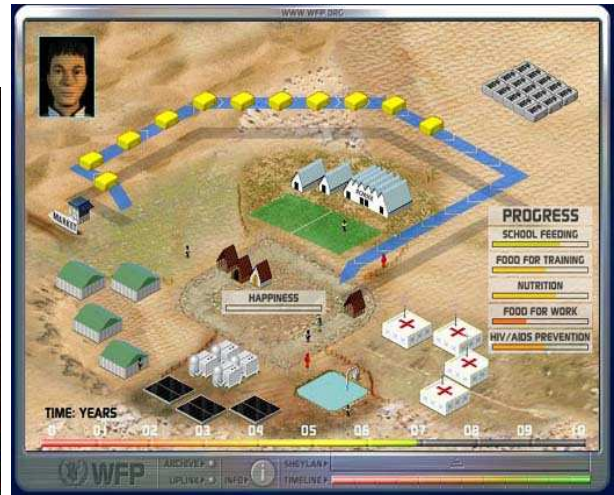 WWW.WFP.ORG
MARKET
SCHOOL
PROGRESS
SCHOOL FEEDING
FOOD FOR TRAINING
NUTRITION
FOOD FOR WORK
HIV/AIDS PREVENTION
HAPPINESS
TIME: YEARS
0 01 02 03 04 05 06 07 08 09 10
WFP
ARCHIVE
UPLINK
INFO
i
SHEYLAN
TIMELINE